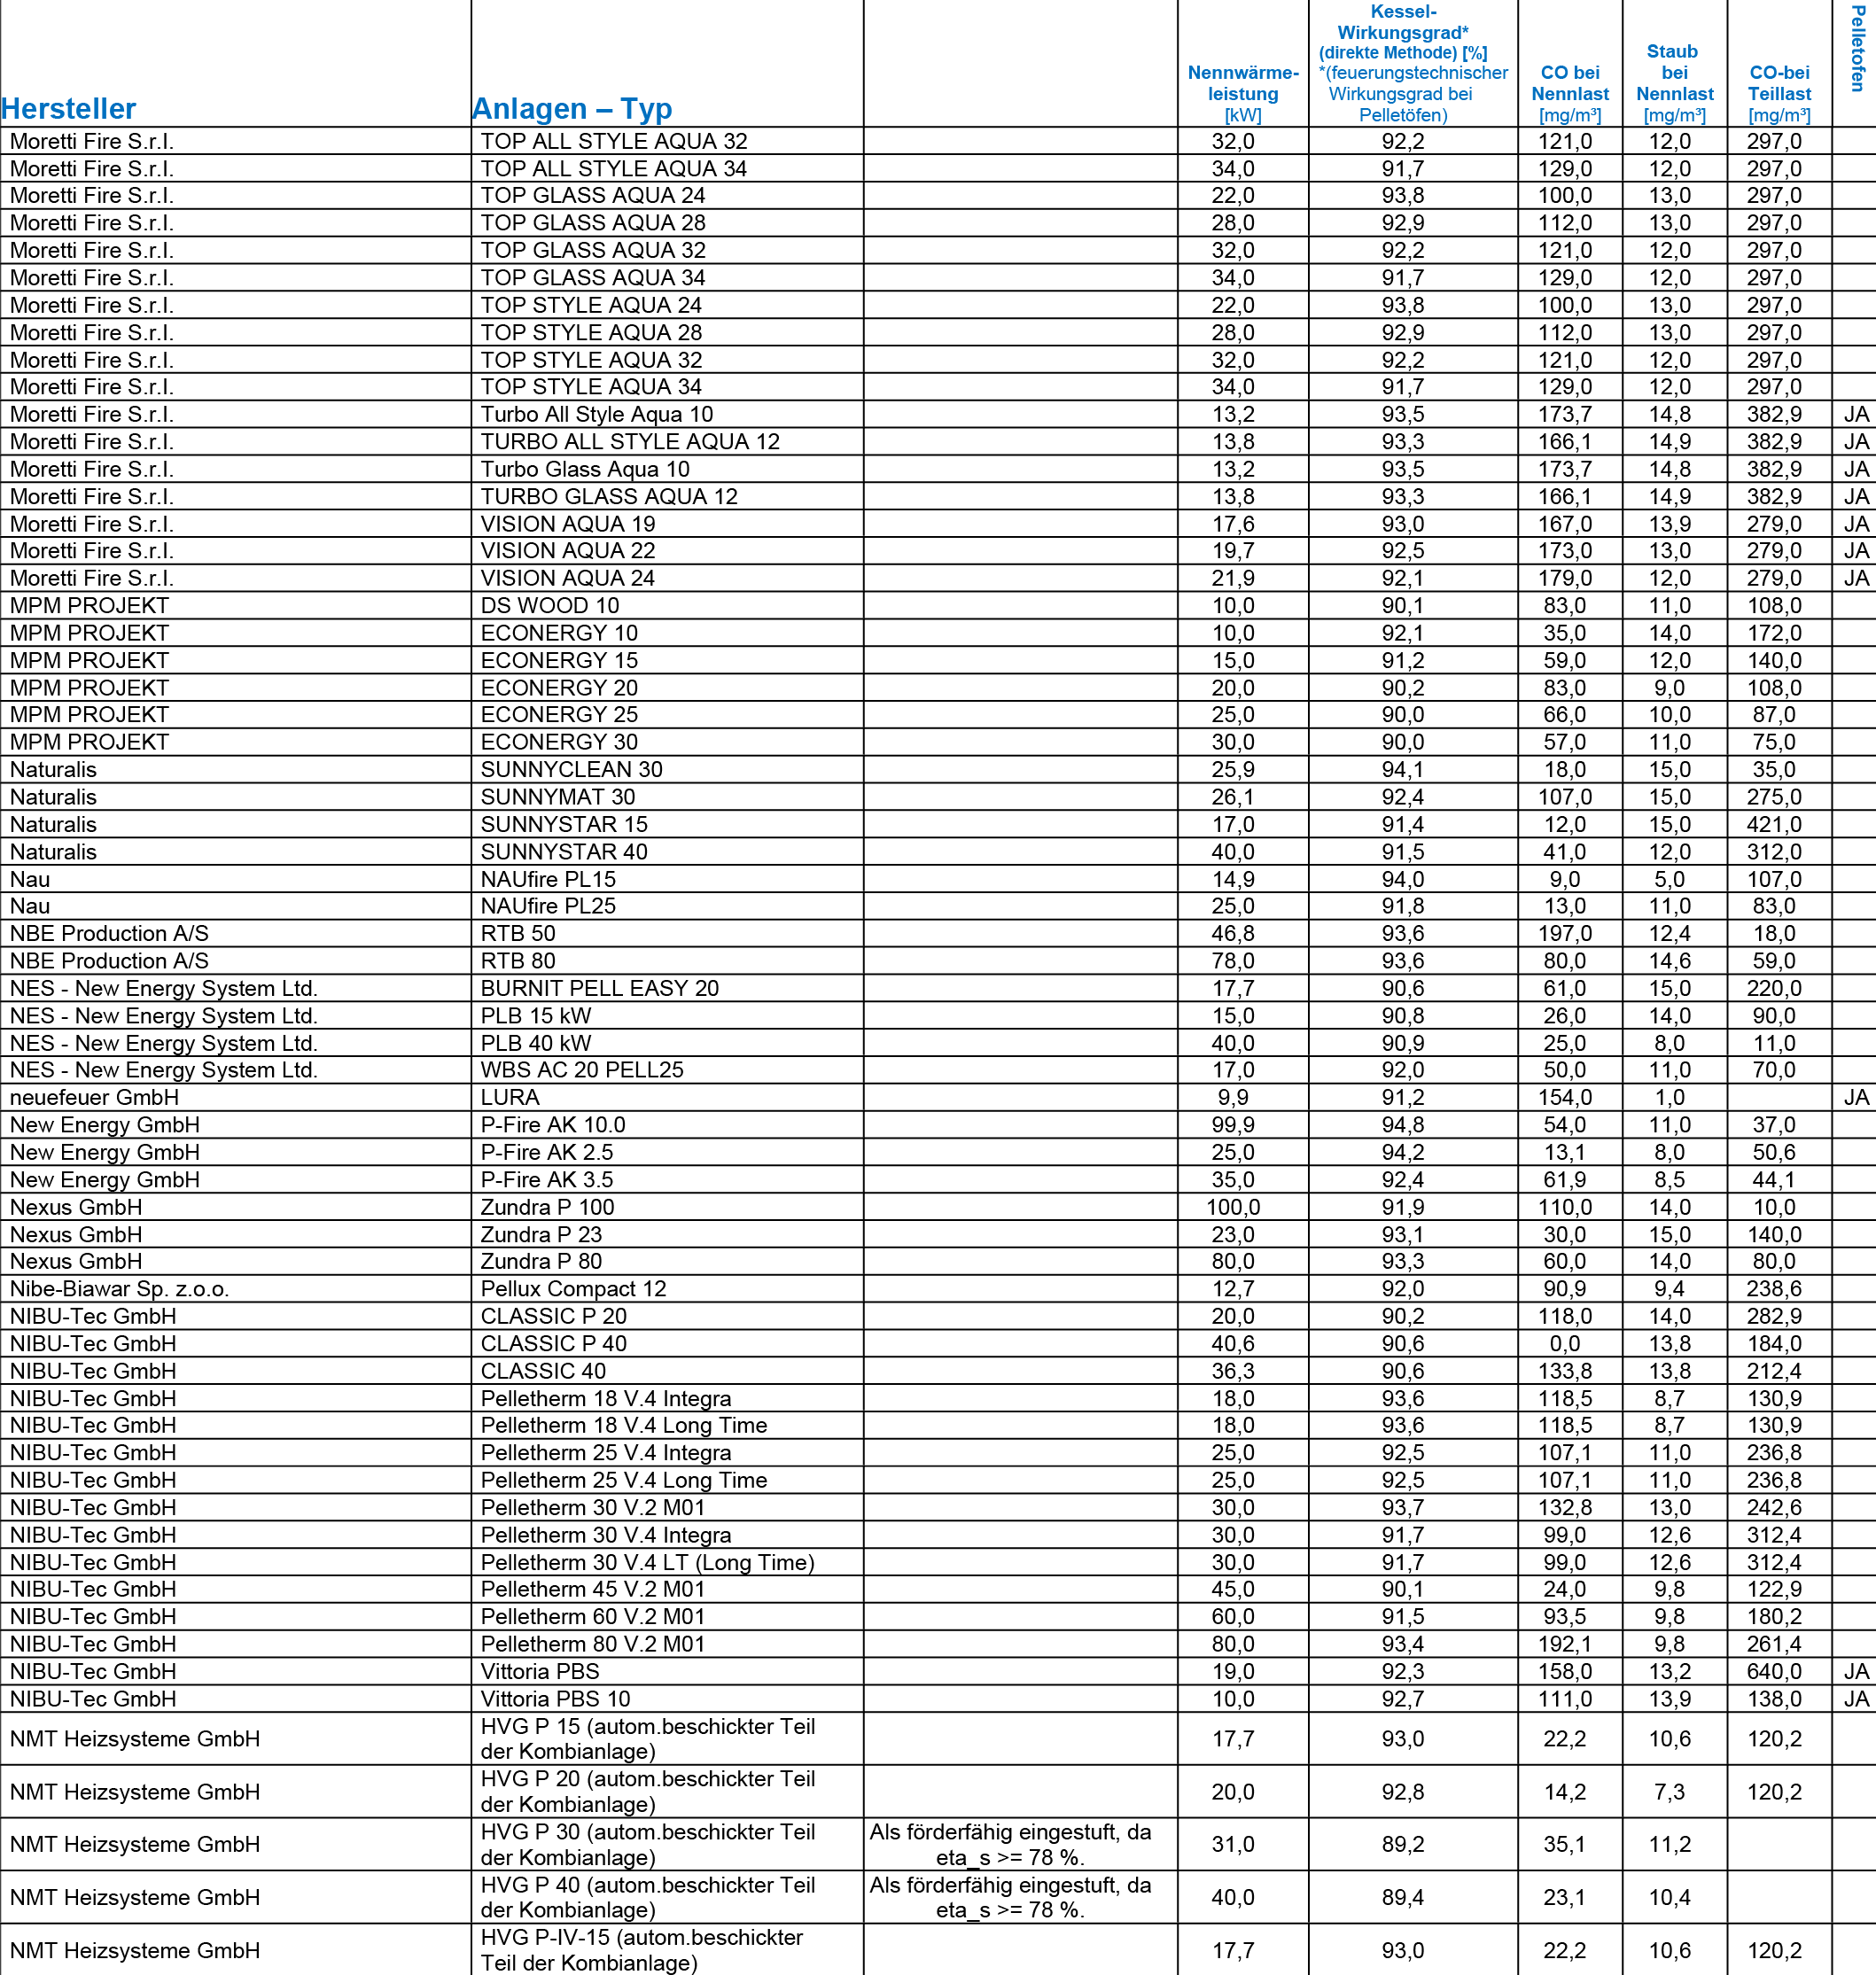 Hersteller Anlagen – Typ Nennwärme-leistung [kW] Kessel-Wirkungsgrad* (direkte Methode) [%] *(feuerungstechnischer Wirkungsgrad bei Pelletöfen) CO bei Nennlast [mg/m³] Staub bei Nennlast [mg/m³] CO-bei Teillast [mg/m³] Pelletofen
Moretti Fire S.r.l. TOP ALL STYLE AQUA 32 32,0 92,2 121,0 12,0 297,0
Moretti Fire S.r.l. TOP ALL STYLE AQUA 34 34,0 91,7 129,0 12,0 297,0
Moretti Fire S.r.l. TOP GLASS AQUA 24 22,0 93,8 100,0 13,0 297,0
Moretti Fire S.r.l. TOP GLASS AQUA 28 28,0 92,9 112,0 13,0 297,0
Moretti Fire S.r.l. TOP GLASS AQUA 32 32,0 92,2 121,0 12,0 297,0
Moretti Fire S.r.l. TOP GLASS AQUA 34 34,0 91,7 129,0 12,0 297,0
Moretti Fire S.r.l. TOP STYLE AQUA 24 22,0 93,8 100,0 13,0 297,0
Moretti Fire S.r.l. TOP STYLE AQUA 28 28,0 92,9 112,0 13,0 297,0
Moretti Fire S.r.l. TOP STYLE AQUA 32 32,0 92,2 121,0 12,0 297,0
Moretti Fire S.r.l. TOP STYLE AQUA 34 34,0 91,7 129,0 12,0 297,0
Moretti Fire S.r.l. Turbo All Style Aqua 10 13,2 93,5 173,7 14,8 382,9 JA
Moretti Fire S.r.l. TURBO ALL STYLE AQUA 12 13,8 93,3 166,1 14,9 382,9 JA
Moretti Fire S.r.l. Turbo Glass Aqua 10 13,2 93,5 173,7 14,8 382,9 JA
Moretti Fire S.r.l. TURBO GLASS AQUA 12 13,8 93,3 166,1 14,9 382,9 JA
Moretti Fire S.r.l. VISION AQUA 19 17,6 93,0 167,0 13,9 279,0 JA
Moretti Fire S.r.l. VISION AQUA 22 19,7 92,5 173,0 13,0 279,0 JA
Moretti Fire S.r.l. VISION AQUA 24 21,9 92,1 179,0 12,0 279,0 JA
MPM PROJEKT DS WOOD 10 10,0 90,1 83,0 11,0 108,0
MPM PROJEKT ECONERGY 10 10,0 92,1 35,0 14,0 172,0
MPM PROJEKT ECONERGY 15 15,0 91,2 59,0 12,0 140,0
MPM PROJEKT ECONERGY 20 20,0 90,2 83,0 9,0 108,0
MPM PROJEKT ECONERGY 25 25,0 90,0 66,0 10,0 87,0
MPM PROJEKT ECONERGY 30 30,0 90,0 57,0 11,0 75,0
Naturalis SUNNYCLEAN 30 25,9 94,1 18,0 15,0 35,0
Naturalis SUNNYMAT 30 26,1 92,4 107,0 15,0 275,0
Naturalis SUNNYSTAR 15 17,0 91,4 12,0 15,0 421,0
Naturalis SUNNYSTAR 40 40,0 91,5 41,0 12,0 312,0
Nau NAUfire PL15 14,9 94,0 9,0 5,0 107,0
Nau NAUfire PL25 25,0 91,8 13,0 11,0 83,0
NBE Production A/S RTB 50 46,8 93,6 197,0 12,4 18,0
NBE Production A/S RTB 80 78,0 93,6 80,0 14,6 59,0
NES - New Energy System Ltd. BURNIT PELL EASY 20 17,7 90,6 61,0 15,0 220,0
NES - New Energy System Ltd. PLB 15 kW 15,0 90,8 26,0 14,0 90,0
NES - New Energy System Ltd. PLB 40 kW 40,0 90,9 25,0 8,0 11,0
NES - New Energy System Ltd. WBS AC 20 PELL25 17,0 92,0 50,0 11,0 70,0
neuefeuer GmbH LURA 9,9 91,2 154,0 1,0 JA
New Energy GmbH P-Fire AK 10.0 99,9 94,8 54,0 11,0 37,0
New Energy GmbH P-Fire AK 2.5 25,0 94,2 13,1 8,0 50,6
New Energy GmbH P-Fire AK 3.5 35,0 92,4 61,9 8,5 44,1
Nexus GmbH Zundra P 100 100,0 91,9 110,0 14,0 10,0
Nexus GmbH Zundra P 23 23,0 93,1 30,0 15,0 140,0
Nexus GmbH Zundra P 80 80,0 93,3 60,0 14,0 80,0
Nibe-Biawar Sp. z.o.o. Pellux Compact 12 12,7 92,0 90,9 9,4 238,6
NIBU-Tec GmbH CLASSIC P 20 20,0 90,2 118,0 14,0 282,9
NIBU-Tec GmbH CLASSIC P 40 40,6 90,6 0,0 13,8 184,0
NIBU-Tec GmbH CLASSIC 40 36,3 90,6 133,8 13,8 212,4
NIBU-Tec GmbH Pelletherm 18 V.4 Integra 18,0 93,6 118,5 8,7 130,9
NIBU-Tec GmbH Pelletherm 18 V.4 Long Time 18,0 93,6 118,5 8,7 130,9
NIBU-Tec GmbH Pelletherm 25 V.4 Integra 25,0 92,5 107,1 11,0 236,8
NIBU-Tec GmbH Pelletherm 25 V.4 Long Time 25,0 92,5 107,1 11,0 236,8
NIBU-Tec GmbH Pelletherm 30 V.2 M01 30,0 93,7 132,8 13,0 242,6
NIBU-Tec GmbH Pelletherm 30 V.4 Integra 30,0 91,7 99,0 12,6 312,4
NIBU-Tec GmbH Pelletherm 30 V.4 LT (Long Time) 30,0 91,7 99,0 12,6 312,4
NIBU-Tec GmbH Pelletherm 45 V.2 M01 45,0 90,1 24,0 9,8 122,9
NIBU-Tec GmbH Pelletherm 60 V.2 M01 60,0 91,5 93,5 9,8 180,2
NIBU-Tec GmbH Pelletherm 80 V.2 M01 80,0 93,4 192,1 9,8 261,4
NIBU-Tec GmbH Vittoria PBS 19,0 92,3 158,0 13,2 640,0 JA
NIBU-Tec GmbH Vittoria PBS 10 10,0 92,7 111,0 13,9 138,0 JA
NMT Heizsysteme GmbH HVG P 15 (autom.beschickter Teil der Kombianlage) 17,7 93,0 22,2 10,6 120,2
NMT Heizsysteme GmbH HVG P 20 (autom.beschickter Teil der Kombianlage) 20,0 92,8 14,2 7,3 120,2
NMT Heizsysteme GmbH HVG P 30 (autom.beschickter Teil der Kombianlage) Als förderfähig eingestuft, da eta_s >= 78 %. 31,0 89,2 35,1 11,2
NMT Heizsysteme GmbH HVG P 40 (autom.beschickter Teil der Kombianlage) Als förderfähig eingestuft, da eta_s >= 78 %. 40,0 89,4 23,1 10,4
NMT Heizsysteme GmbH HVG P-IV-15 (autom.beschickter Teil der Kombianlage) 17,7 93,0 22,2 10,6 120,2